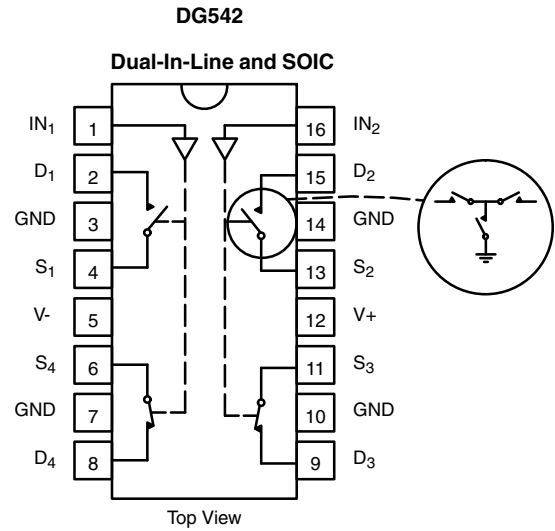 DG542
Dual-In-Line and SOIC
IN1 1 16 IN2
D1 2 15 D2
GND 3 14 GND
S1 4 13 S2
V- 5 12 V+
S4 6 11 S3
GND 7 10 GND
D4 8 9 D3
Top View